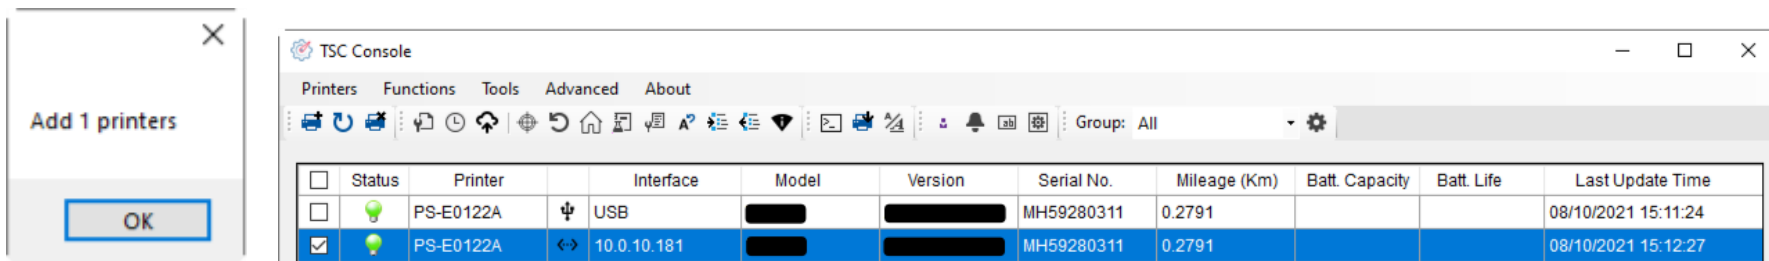 Add 1 printers
OK
TSC Console
Printers Functions Tools Advanced About
Group: All
Status Printer Interface Model Version Serial No. Mileage (Km) Batt. Capacity Batt. Life Last Update Time
PS-E0122A USB MH59280311 0.2791 08/10/2021 15:11:24
PS-E0122A 10.0.10.181 MH59280311 0.2791 08/10/2021 15:12:27